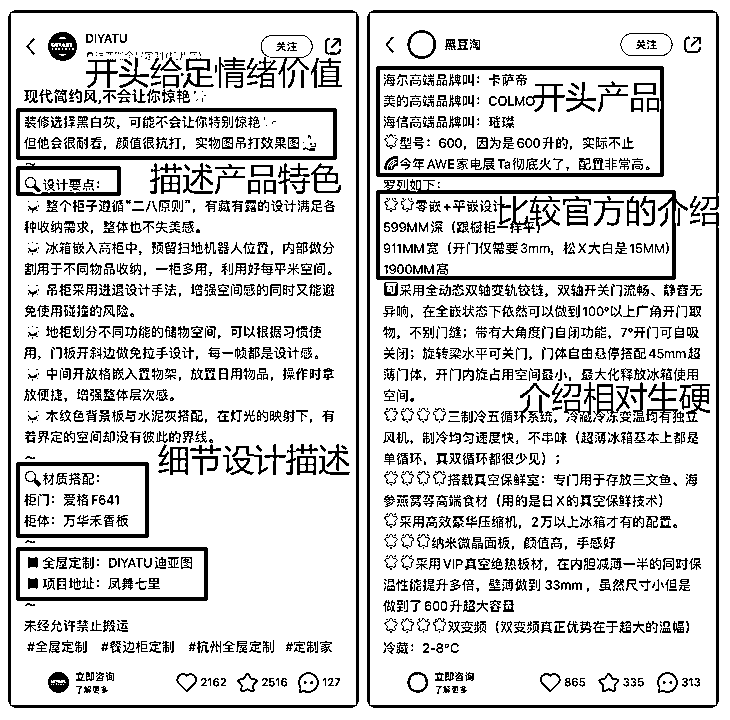 DIYATU
关注
开头给足情绪价值
现代简约风,不会让你惊艳
装修选择黑白灰，可能不会让你特别惊艳
但他会很耐看，颜值很抗打，实物图吊打效果图
~
描述产品特色
设计要点：
整个柜子遵循“二八原则”，有藏有露的设计满足各
种收纳需求，整体也不失美感。
冰箱嵌入高柜中，预留扫地机器人位置，内部做分
割用于不同物品收纳，一柜多用，利用好每平米空间。
吊柜采用进退设计手法，增强空间感的同时又能避
免使用碰撞的风险。
地柜划分不同功能的储物空间，可以根据习惯使
用，门板开斜边做免拉手设计，每一帧都是设计感。
中间开放格嵌入置物架，放置日用物品，操作时拿
放便捷，增强整体层次感。
木纹色背景板与水泥灰搭配，在灯光的映射下，有
着界定的空间却没有彼此的界线。
~
细节设计描述
材质搭配：
柜门：爱格F641
柜体：万华禾香板
~
全屋定制：DIYATU迪亚图
项目地址：凤舞七里
~
未经允许禁止搬运
#全屋定制 #餐边柜定制 #杭州全屋定制 #定制家
立即咨询
了解更多
2162
2516
127
黑豆淘
关注
海尔高端品牌叫：卡萨帝
美的高端品牌叫：COLMO
开头产品
海信高端品牌叫：璀璨
型号：600，因为是600升的，实际不止
今年AWE家电展Ta彻底火了，配置非常高。
罗列如下：
零嵌+平嵌设计
比较官方的介绍
599MM深（跟橱柜一样平）
911MM宽（开门仅需要3mm，松X大白是15MM）
1900MM高
采用全动态双轴变轨铰链，双轴开关门流畅、静音无
异响，在全嵌状态下依然可以做到100°以上广角开门取
物，不别门缝；带有大角度门自闭功能，7°开门可自吸
关闭；旋转梁水平可关门，门体自由悬停搭配45mm超
薄门体，开门内旋占用空间最小，最大化释放冰箱使用
空间。
介绍相对生硬
三制冷五循环系统，冷藏冷冻变温均有独立
风机，制冷均匀速度快，不串味（超薄冰箱基本上都是
单循环，真双循环都很少见）；
搭载真空保鲜室：专门用于存放三文鱼、海
参燕窝等高端食材（用的是日X的真空保鲜技术）
采用高效豪华压缩机，2万以上冰箱才有的配置。
纳米微晶面板，颜值高，手感好
采用VIP真空绝热板材，在内胆减薄一半的同时保
温性能提升多倍，壁薄做到33mm，虽然尺寸小但是
做到了600升超大容量
双变频（双变频真正优势在于超大的温幅）
冷藏：2-8°C
立即咨询
了解更多
865
335
313